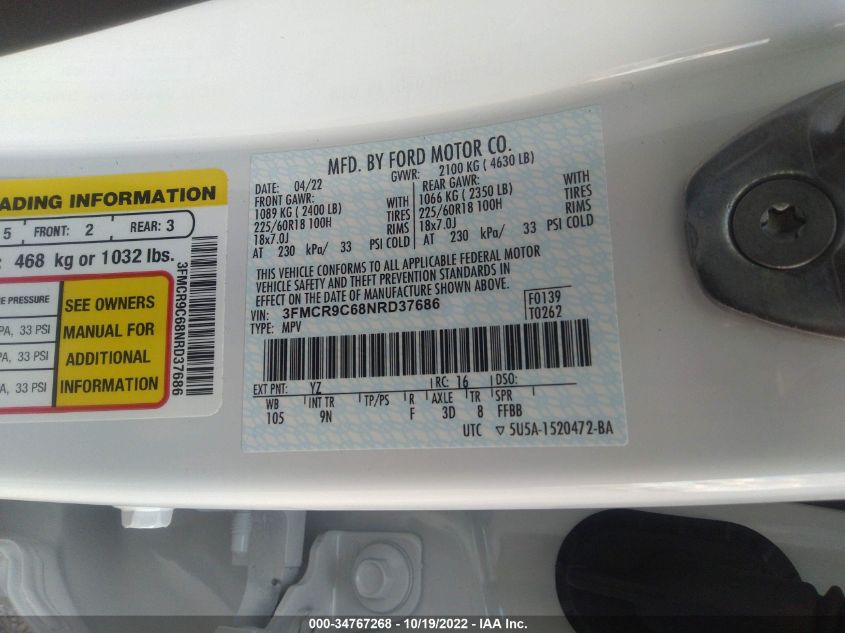 MFD. BY FORD MOTOR CO.
DATE: 04/22 GVWR: 2100 KG ( 4630 LB)
FRONT GAWR: REAR GAWR:
1089 KG ( 2400 LB) WITH 1066 KG ( 2350 LB) WITH
225/60R18 100H TIRES 225/60R18 100H TIRES
18x7.0J RIMS 18x7.0J RIMS
AT 230 kPa/ 33 PSI COLD AT 230 kPa/ 33 PSI COLD
THIS VEHICLE CONFORMS TO ALL APPLICABLE FEDERAL MOTOR
VEHICLE SAFETY AND THEFT PREVENTION STANDARDS IN
EFFECT ON THE DATE OF MANUFACTURE SHOWN ABOVE.
VIN: 3FMCR9C68NRD37686 F0139
TYPE: MPV T0262
EXT PNT: YZ RC: 16 DSO:
WB INT TR TP/PS R AXLE TR SPR
105 9N F 3D 8 FFBB
UTC ▽ 5U5A-1520472-BA
ADING INFORMATION
5 FRONT: 2 REAR: 3
: 468 kg or 1032 lbs.
E PRESSURE
PA, 33 PSI
PA, 33 PSI
PA, 33 PSI
SEE OWNERS
MANUAL FOR
ADDITIONAL
INFORMATION
3FMCR9C68NRD37686
000-34767268 - 10/19/2022 - IAA Inc.